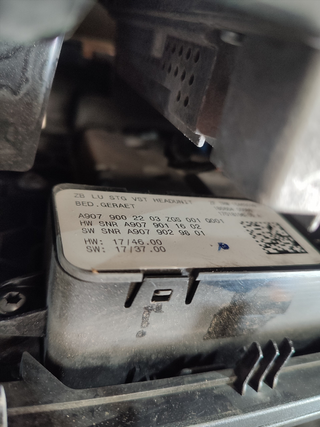 ZB LU STG VST HEADUNIT
BED.GERAET
A907 900 22 03 ZGS 001 Q001
HW SNR A907 901 16 02
SW SNR A907 902 96 01
HW: 17/46.00
SW: 17/37.00